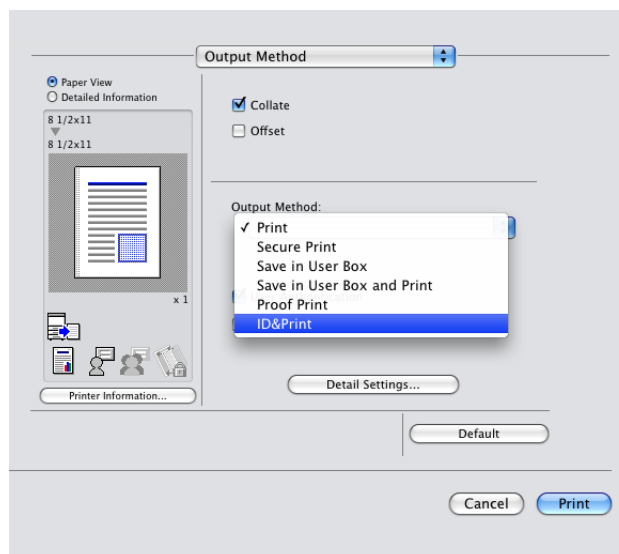 Output Method
Paper View
Detailed Information
8 1/2x11
8 1/2x11
x 1
Printer Information...
Collate
Offset
Output Method:
✓ Print
Secure Print
Save in User Box
Save in User Box and Print
Proof Print
ID&Print
Detail Settings...
Default
Cancel
Print